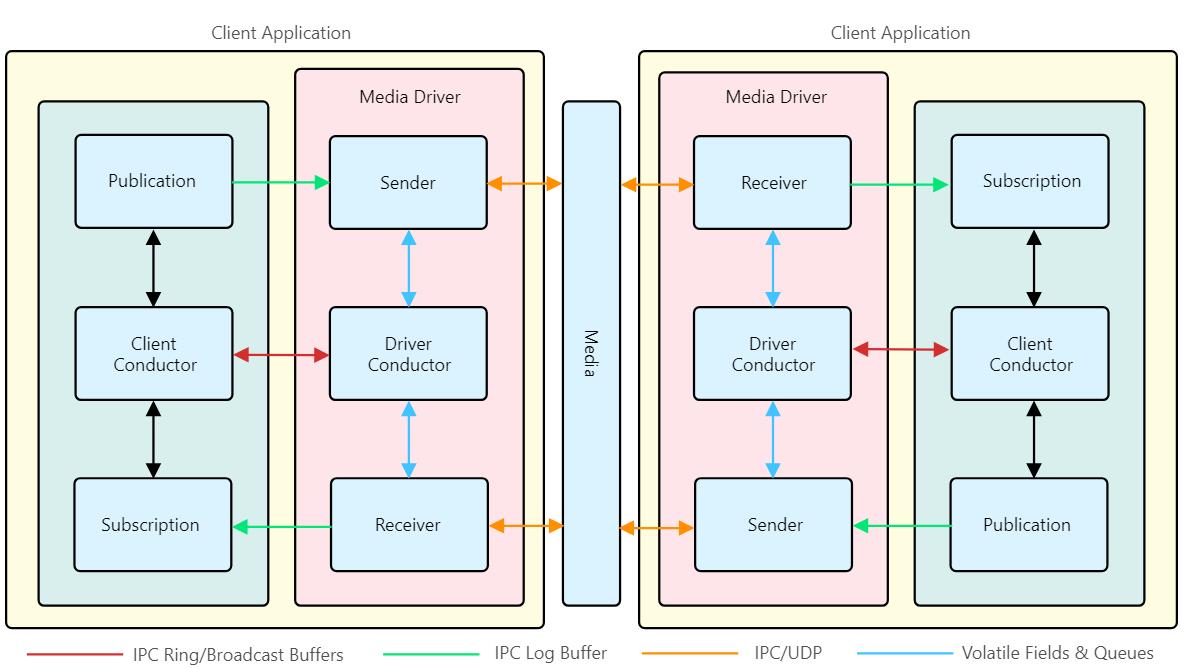 Client Application
Client Application
Media Driver
Media Driver
Publication
Sender
Receiver
Subscription
Client
Conductor
Driver
Conductor
Media
Driver
Conductor
Client
Conductor
Subscription
Receiver
Sender
Publication
IPC Ring/Broadcast Buffers
IPC Log Buffer
IPC/UDP
Volatile Fields & Queues